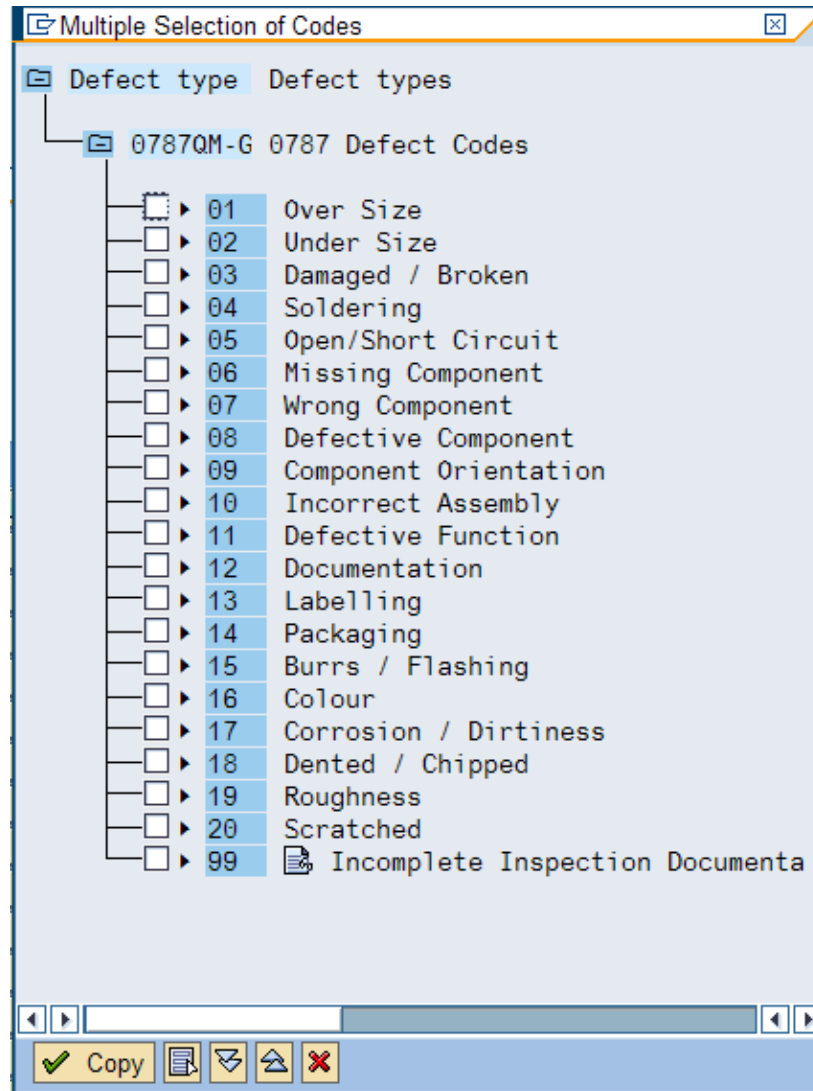 Multiple Selection of Codes
Defect type Defect types
0787QM-G 0787 Defect Codes
01 Over Size
02 Under Size
03 Damaged / Broken
04 Soldering
05 Open/Short Circuit
06 Missing Component
07 Wrong Component
08 Defective Component
09 Component Orientation
10 Incorrect Assembly
11 Defective Function
12 Documentation
13 Labelling
14 Packaging
15 Burrs / Flashing
16 Colour
17 Corrosion / Dirtiness
18 Dented / Chipped
19 Roughness
20 Scratched
99 Incomplete Inspection Documenta
Copy